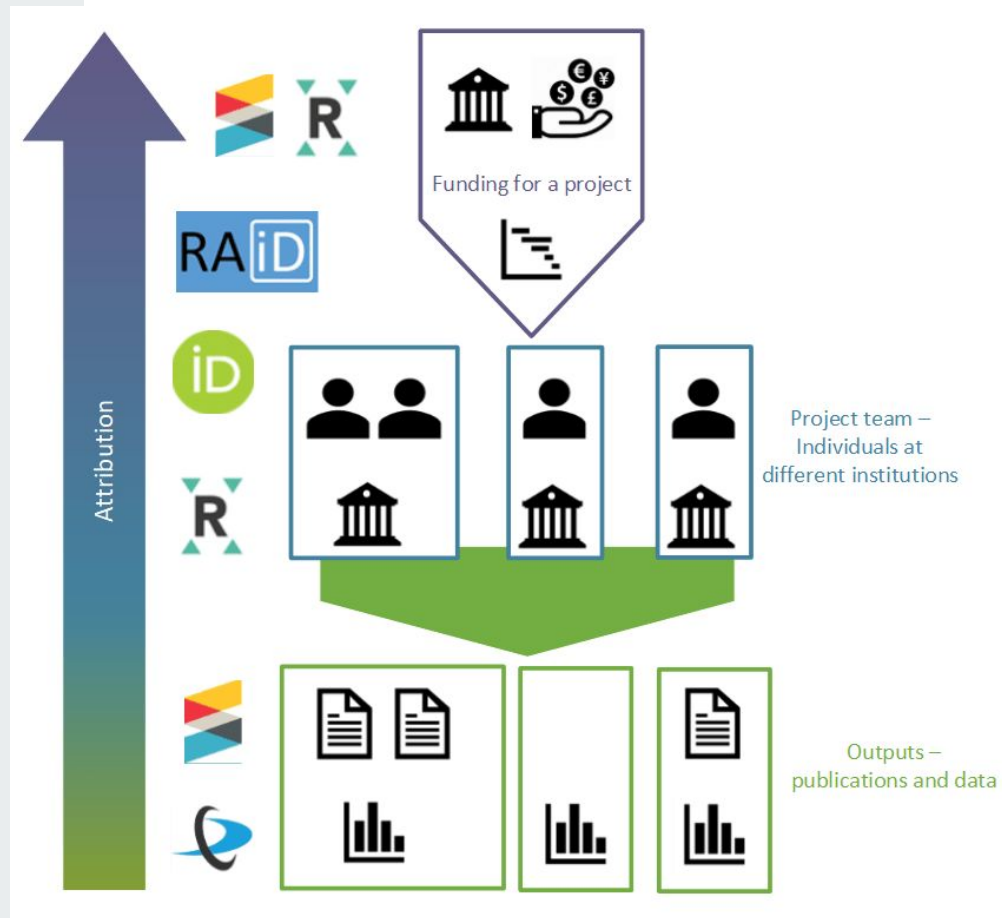 R
Funding for a project
€
¥
$
£
RAiD
iD
Attribution
Project team –
Individuals at
different institutions
R
Outputs –
publications and data